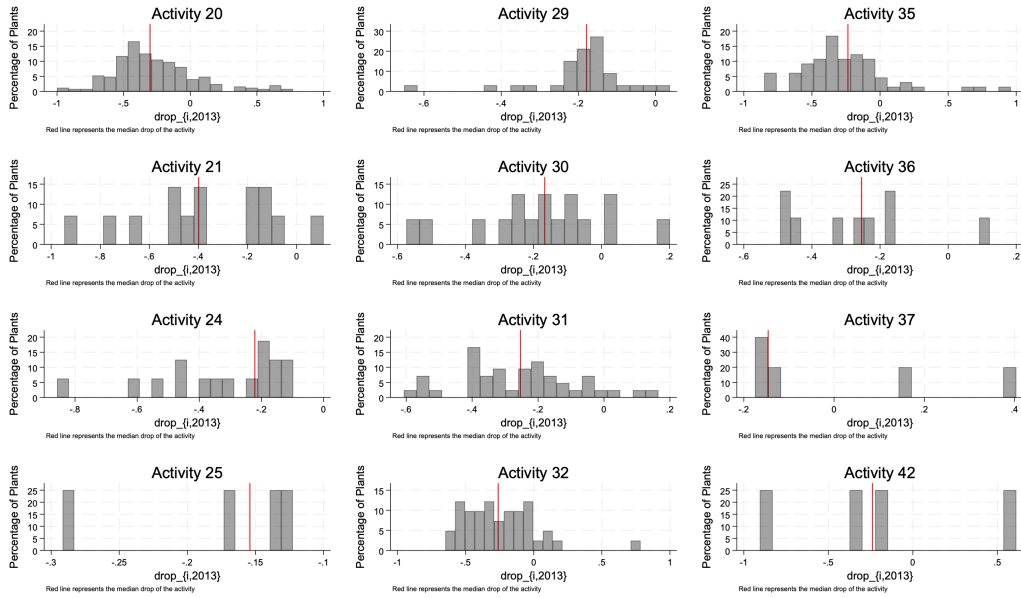 Activity 20
Percentage of Plants
20
15
10
5
0
-1 -.5 0 .5 1
drop_{i,2013}
Red line represents the median drop of the activity
Activity 29
Percentage of Plants
30
20
10
0
-.6 -.4 -.2 0
drop_{i,2013}
Red line represents the median drop of the activity
Activity 35
Percentage of Plants
20
15
10
5
0
-1 -.5 0 .5 1
drop_{i,2013}
Red line represents the median drop of the activity
Activity 21
Percentage of Plants
15
10
5
0
-1 -.8 -.6 -.4 -.2 0
drop_{i,2013}
Red line represents the median drop of the activity
Activity 30
Percentage of Plants
15
10
5
0
-.6 -.4 -.2 0 .2
drop_{i,2013}
Red line represents the median drop of the activity
Activity 36
Percentage of Plants
25
20
15
10
5
0
-.6 -.4 -.2 0 .2
drop_{i,2013}
Red line represents the median drop of the activity
Activity 24
Percentage of Plants
20
15
10
5
0
-.8 -.6 -.4 -.2 0
drop_{i,2013}
Red line represents the median drop of the activity
Activity 31
Percentage of Plants
20
15
10
5
0
-.6 -.4 -.2 0 .2
drop_{i,2013}
Red line represents the median drop of the activity
Activity 37
Percentage of Plants
40
30
20
10
0
-.2 0 .2 .4
drop_{i,2013}
Red line represents the median drop of the activity
Activity 25
Percentage of Plants
25
20
15
10
5
0
-.3 -.25 -.2 -.15 -.1
drop_{i,2013}
Red line represents the median drop of the activity
Activity 32
Percentage of Plants
15
10
5
0
-1 -.5 0 .5 1
drop_{i,2013}
Red line represents the median drop of the activity
Activity 42
Percentage of Plants
25
20
15
10
5
0
-1 -.5 0 .5
drop_{i,2013}
Red line represents the median drop of the activity